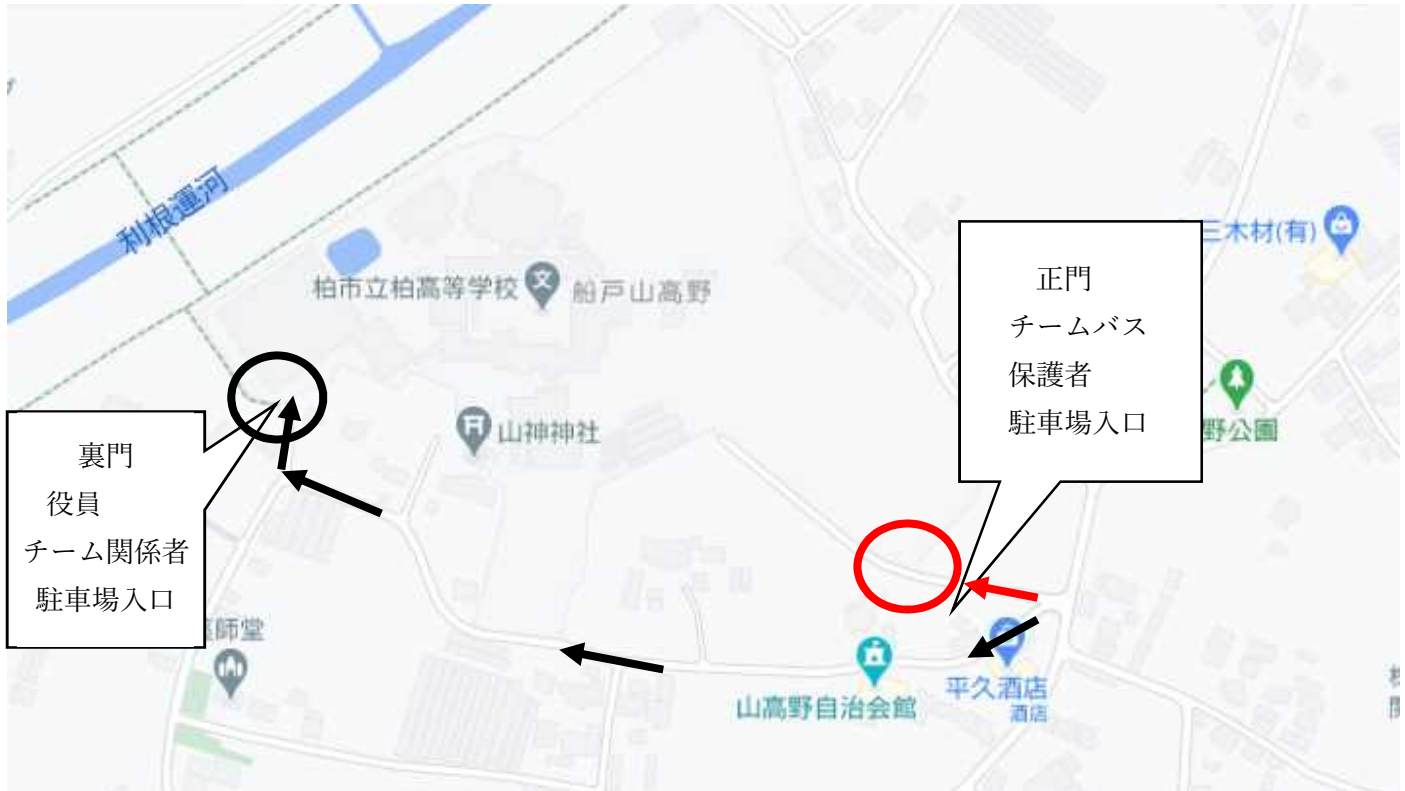 利根運河
柏市立柏高等学校
船戸山高野
三木材(有)
正門
チームバス
保護者
駐車場入口
野公園
山神神社
裏門
役員
チーム関係者
駐車場入口
師堂
山高野自治会館
平久酒店
酒店